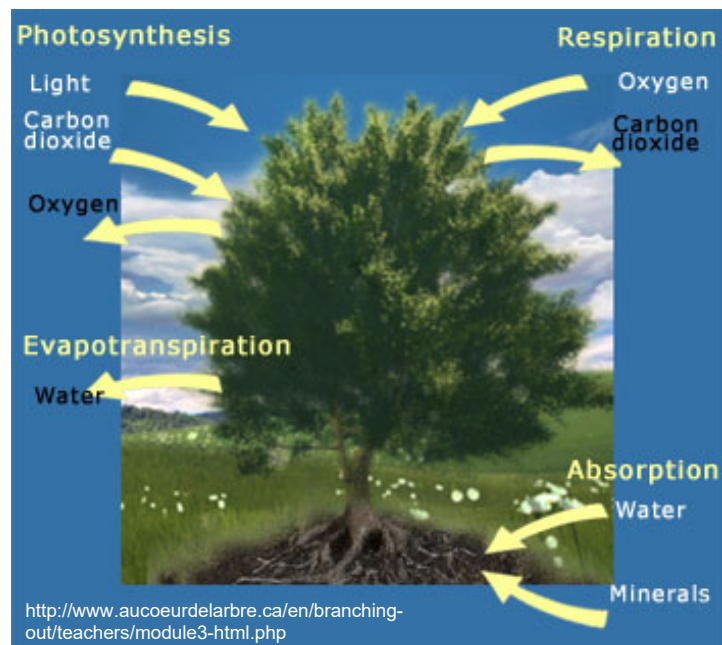 Photosynthesis
Light
Carbon
dioxide
Oxygen
Evapotranspiration
Water
Respiration
Oxygen
Carbon
dioxide
Absorption
Water
Minerals
http://www.aucoeurdelarbre.ca/en/branching-
out/teachers/module3-html.php